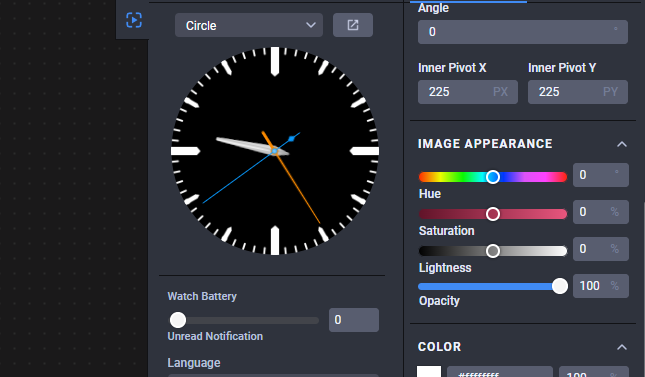 Circle
Watch Battery
0
Unread Notification
Language
Angle
0 °
Inner Pivot X Inner Pivot Y
225 PX 225 PY
IMAGE APPEARANCE
0 °
Hue
0 %
Saturation
0 %
Lightness
100 %
Opacity
COLOR
#ffffffff 100 %